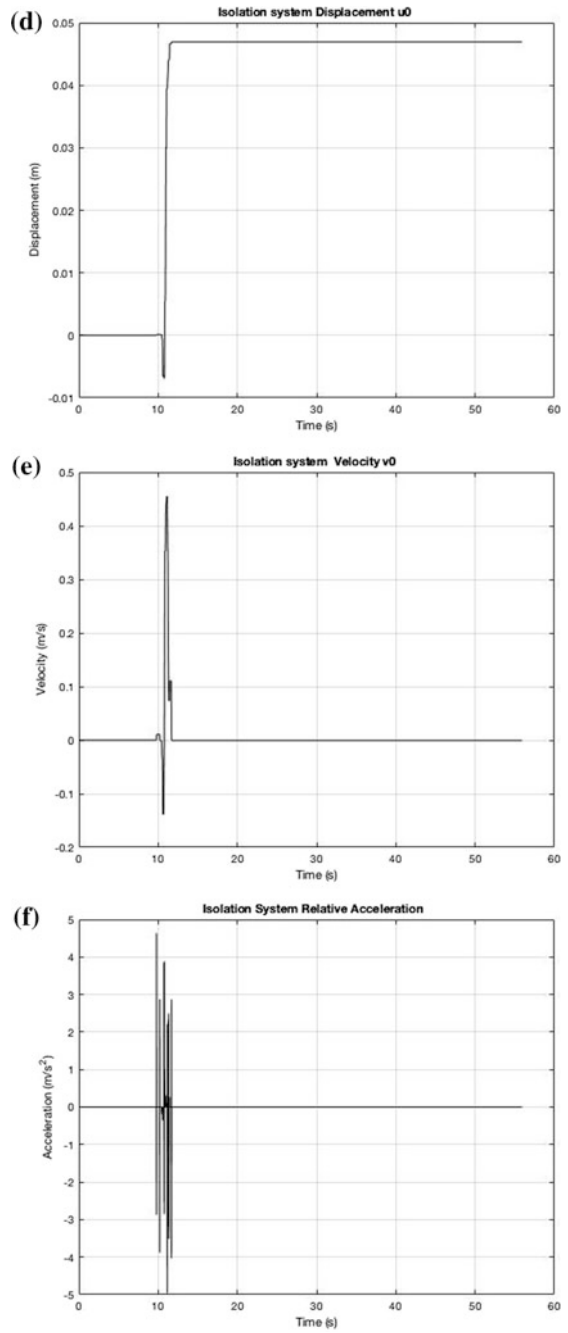 (d)
Isolation system Displacement u0
0.05
0.04
0.03
0.02
0.01
0
-0.01
Displacement (m)
0 10 20 30 40 50 60
Time (s)
(e)
Isolation system Velocity v0
0.5
0.4
0.3
0.2
0.1
0
-0.1
-0.2
Velocity (m/s)
0 10 20 30 40 50 60
Time (s)
(f)
Isolation System Relative Acceleration
5
4
3
2
1
0
-1
-2
-3
-4
-5
Acceleration (m/s²)
0 10 20 30 40 50 60
Time (s)